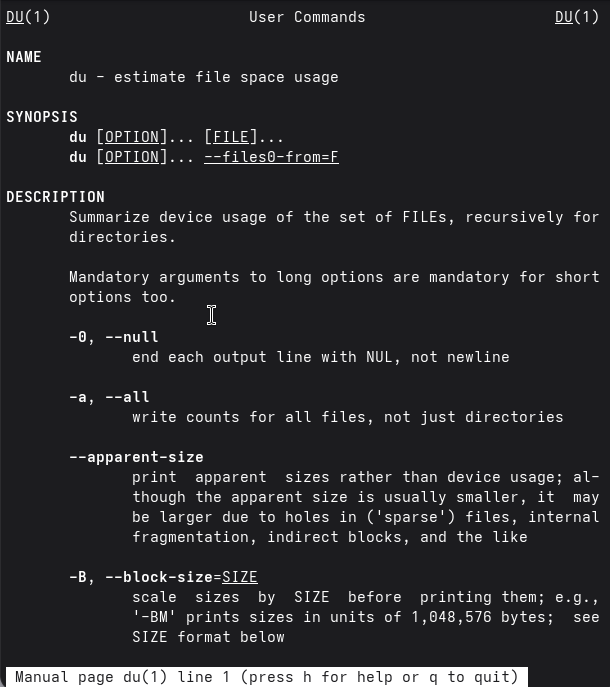 DU(1) User Commands DU(1)
NAME
du - estimate file space usage
SYNOPSIS
du [OPTION]... [FILE]...
du [OPTION]... --files0-from=F
DESCRIPTION
Summarize device usage of the set of FILEs, recursively for
directories.
Mandatory arguments to long options are mandatory for short
options too.
-0, --null
end each output line with NUL, not newline
-a, --all
write counts for all files, not just directories
--apparent-size
print apparent sizes rather than device usage; al-
though the apparent size is usually smaller, it may
be larger due to holes in ('sparse') files, internal
fragmentation, indirect blocks, and the like
-B, --block-size=SIZE
scale sizes by SIZE before printing them; e.g.,
'-BM' prints sizes in units of 1,048,576 bytes; see
SIZE format below
Manual page du(1) line 1 (press h for help or q to quit)